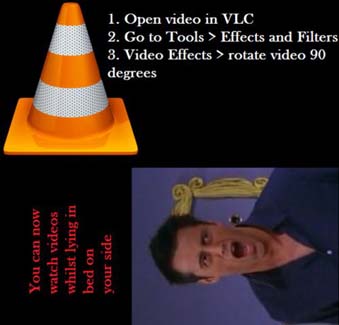 1. Open video in VLC
2. Go to Tools > Effects and Filters
3. Video Effects > rotate video 90
degrees
You can now
watch videos
whilst lying in
bed on
your side